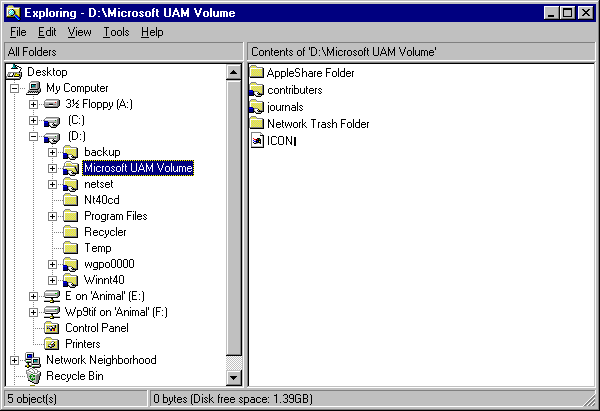 Exploring - D:\Microsoft UAM Volume
File Edit View Tools Help
All Folders
Contents of 'D:\Microsoft UAM Volume'
Desktop
My Computer
3½ Floppy (A:)
(C:)
(D:)
backup
Microsoft UAM Volume
netset
Nt40cd
Program Files
Recycler
Temp
wgpo0000
Winnt40
E on 'Animal' (E:)
Wp9tif on 'Animal' (F:)
Control Panel
Printers
Network Neighborhood
Recycle Bin
AppleShare Folder
contributers
journals
Network Trash Folder
ICON
5 object(s)
0 bytes (Disk free space: 1.39GB)